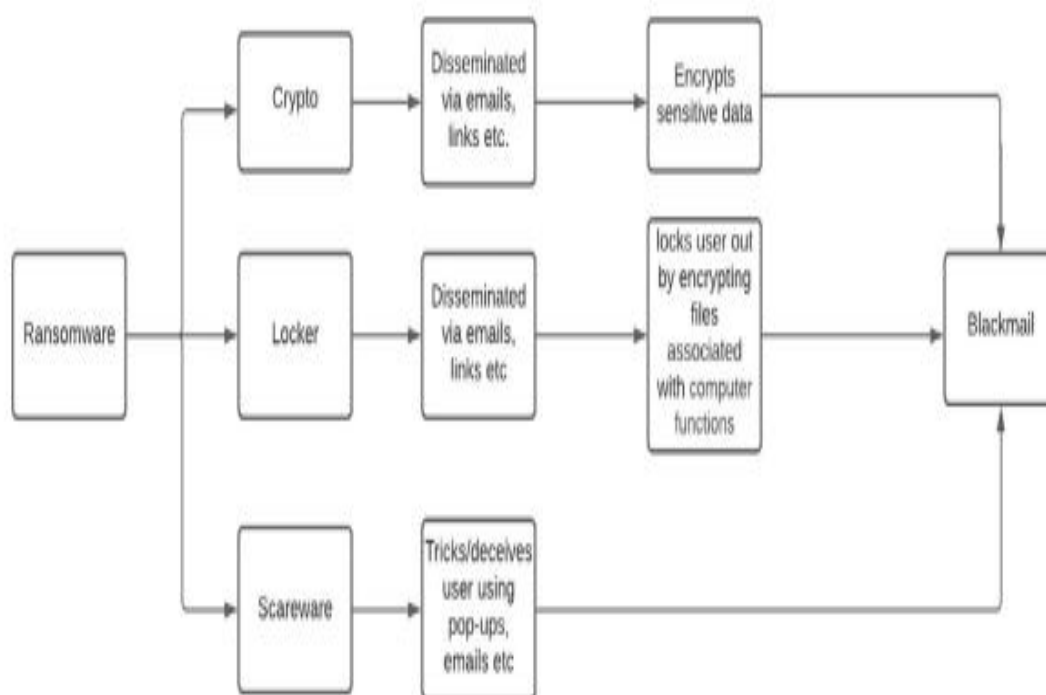 Ransomware
Crypto
Disseminated
via emails,
links etc.
Encrypts
sensitive data
Locker
Disseminated
via emails,
links etc
locks user out
by encrypting
files
associated
with computer
functions
Blackmail
Scareware
Tricks/deceives
user using
pop-ups,
emails etc